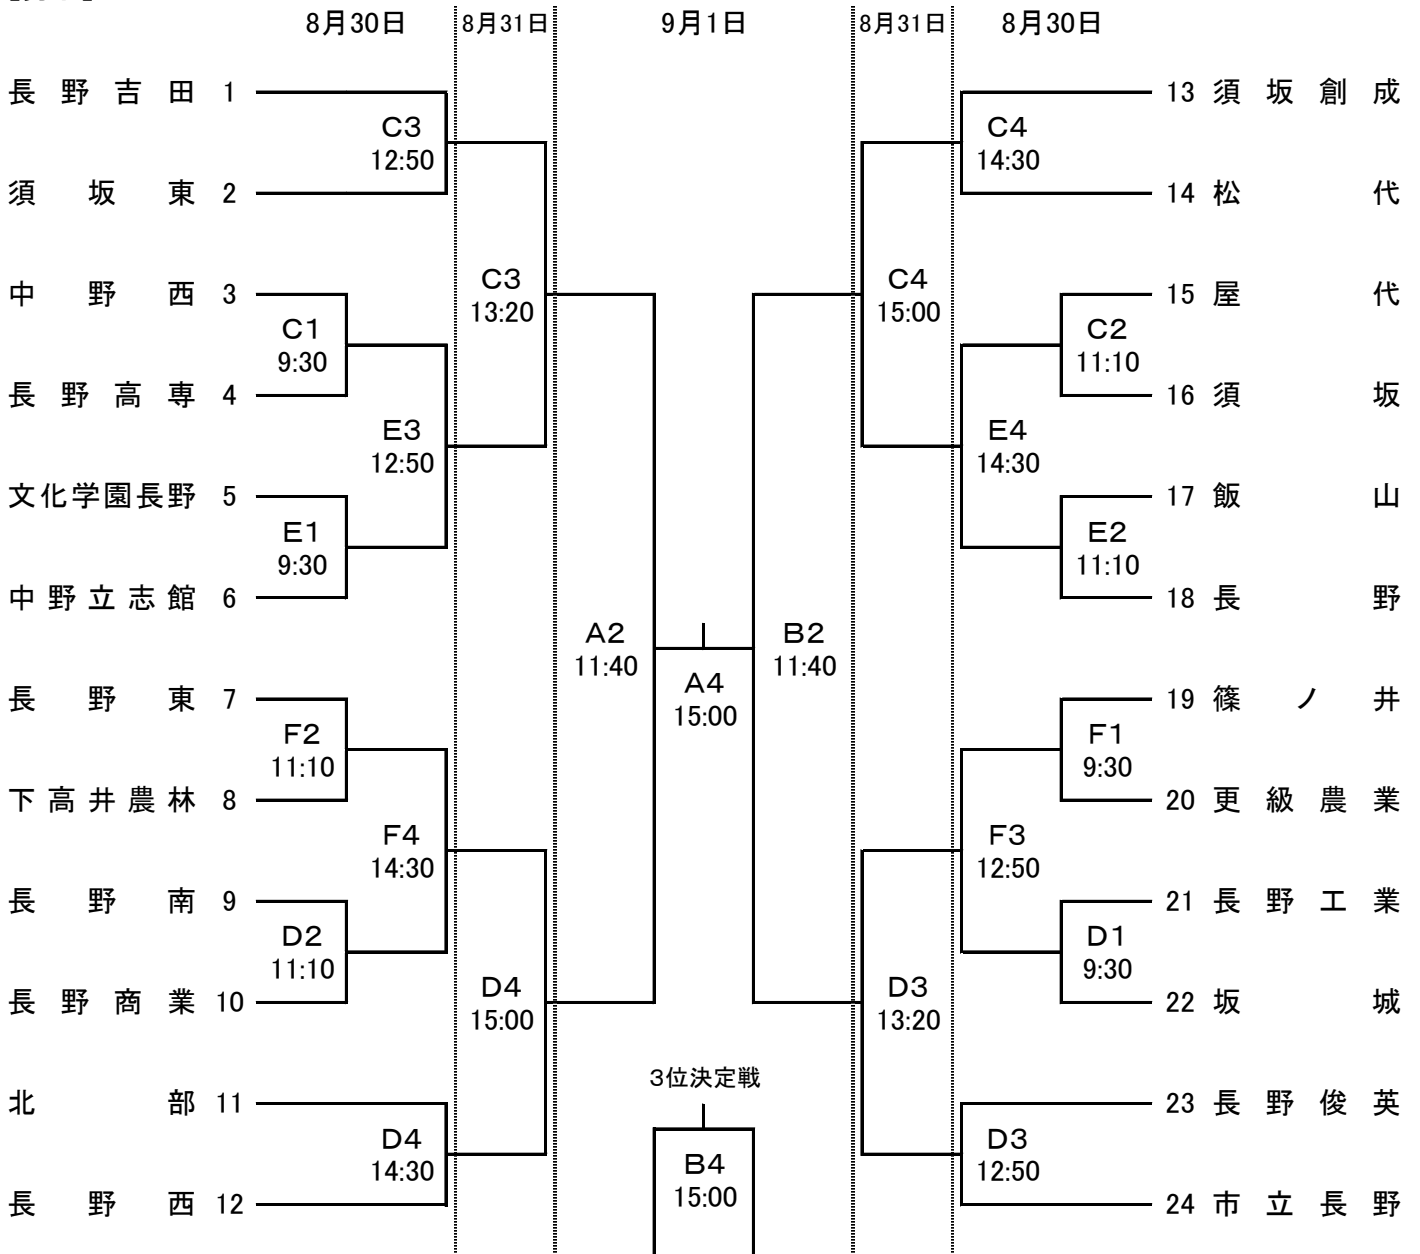 8月30日 8月31日 9月1日 8月31日 8月30日
長野吉田 1
C3
12:50
須坂東 2
中野西 3
C1
9:30
長野高専 4
C3
13:20
E3
12:50
文化学園長野 5
E1
9:30
中野立志館 6
A2
11:40
長野東 7
F2
11:10
下高井農林 8
F4
14:30
長野南 9
D2
11:10
長野商業 10
D4
15:00
北部 11
D4
14:30
長野西 12
A4
15:00
3位決定戦
B4
15:00
B2
11:40
13 須坂創成
C4
14:30
14 松代
C4
15:00
15 屋代
C2
11:10
16 須坂
E4
14:30
17 飯山
E2
11:10
18 長野
19 篠ノ井
F1
9:30
20 更級農業
F3
12:50
21 長野工業
D1
9:30
22 坂城
D3
13:20
23 長野俊英
D3
12:50
24 市立長野